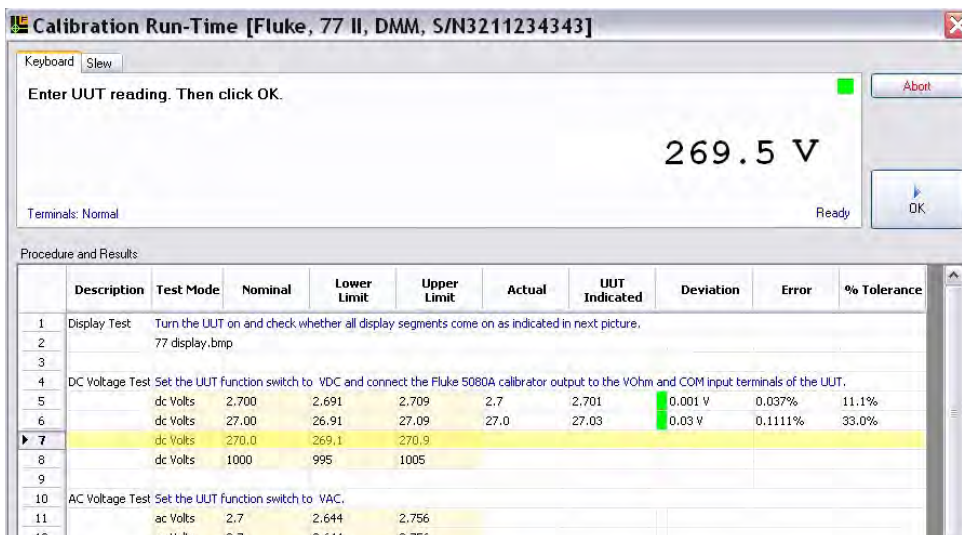 Calibration Run-Time [Fluke, 77 II, DMM, S/N3211234343]
Keyboard Slew
Enter UUT reading. Then click OK.
Abort
269.5 V
OK
Terminals: Normal Ready
Procedure and Results
Description Test Mode Nominal Lower Limit Upper Limit Actual UUT Indicated Deviation Error % Tolerance
1 Display Test Turn the UUT on and check whether all display segments come on as indicated in next picture.
2 77 display.bmp
3
4 DC Voltage Test Set the UUT function switch to VDC and connect the Fluke 5080A calibrator output to the VOhm and COM input terminals of the UUT.
5 dc Volts 2.700 2.691 2.709 2.7 2.701 0.001 V 0.037% 11.1%
6 dc Volts 27.00 26.91 27.09 27.0 27.03 0.03 V 0.1111% 33.0%
7 dc Volts 270.0 269.1 270.9
8 dc Volts 1000 995 1005
9
10 AC Voltage Test Set the UUT function switch to VAC.
11 ac Volts 2.7 2.644 2.756